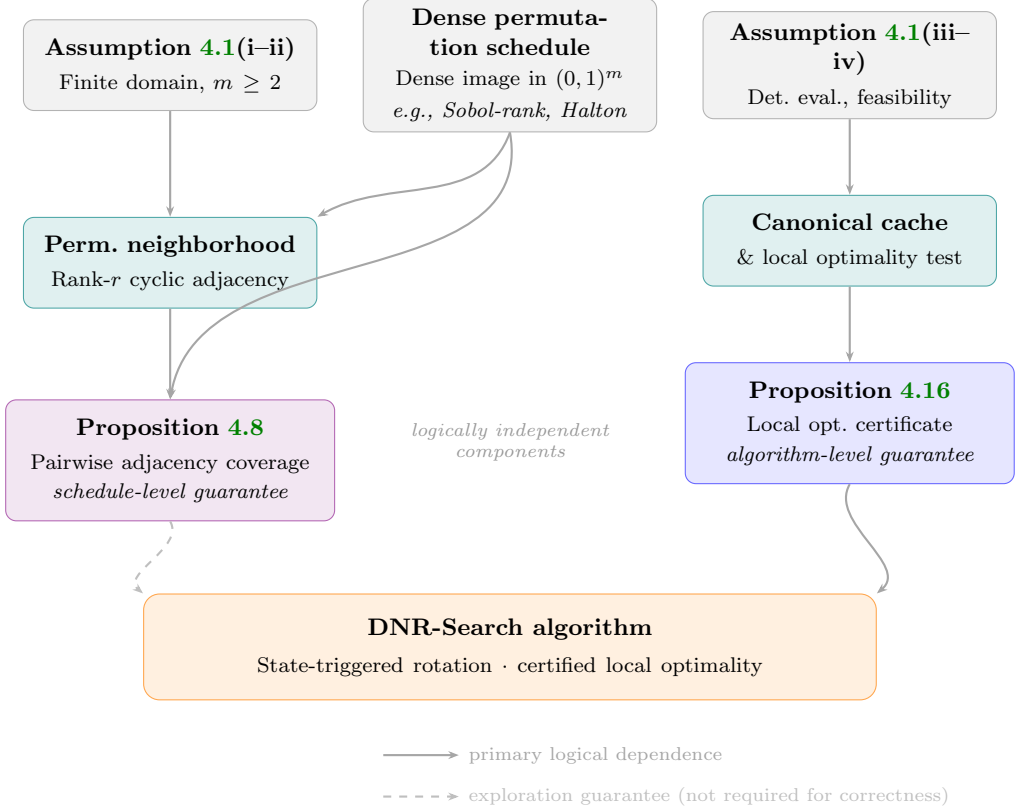 Assumption 4.1(i–ii)
Finite domain, m ≥ 2
Dense permuta-
tion schedule
Dense image in (0, 1)^m
e.g., Sobol-rank, Halton
Assumption 4.1(iii–
iv)
Det. eval., feasibility
Perm. neighborhood
Rank-r cyclic adjacency
Canonical cache
& local optimality test
Proposition 4.8
Pairwise adjacency coverage
schedule-level guarantee
logically independent
components
Proposition 4.16
Local opt. certificate
algorithm-level guarantee
DNR-Search algorithm
State-triggered rotation · certified local optimality
primary logical dependence
exploration guarantee (not required for correctness)